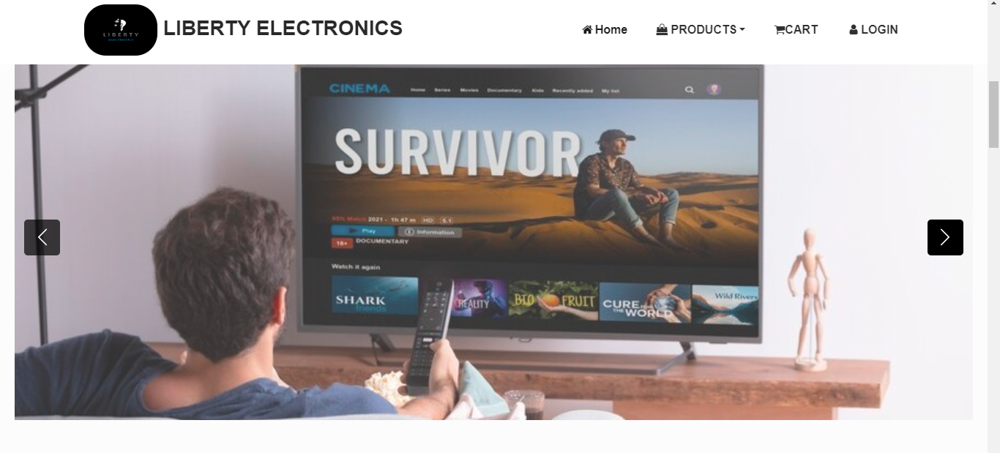 LIBERTY
ELECTRONICS
LIBERTY ELECTRONICS
Home
PRODUCTS
CART
LOGIN
CINEMA
Home Series Movies Documentary Kids Recently added My list
SURVIVOR
95% Match 2021 - 1h 47 m HD 5.1
Play
Information
18+ DOCUMENTARY
Watch it again
SHARK
friends
REALITY
BIO FRUIT
CURE FOR
THE WORLD
Wild Rivers